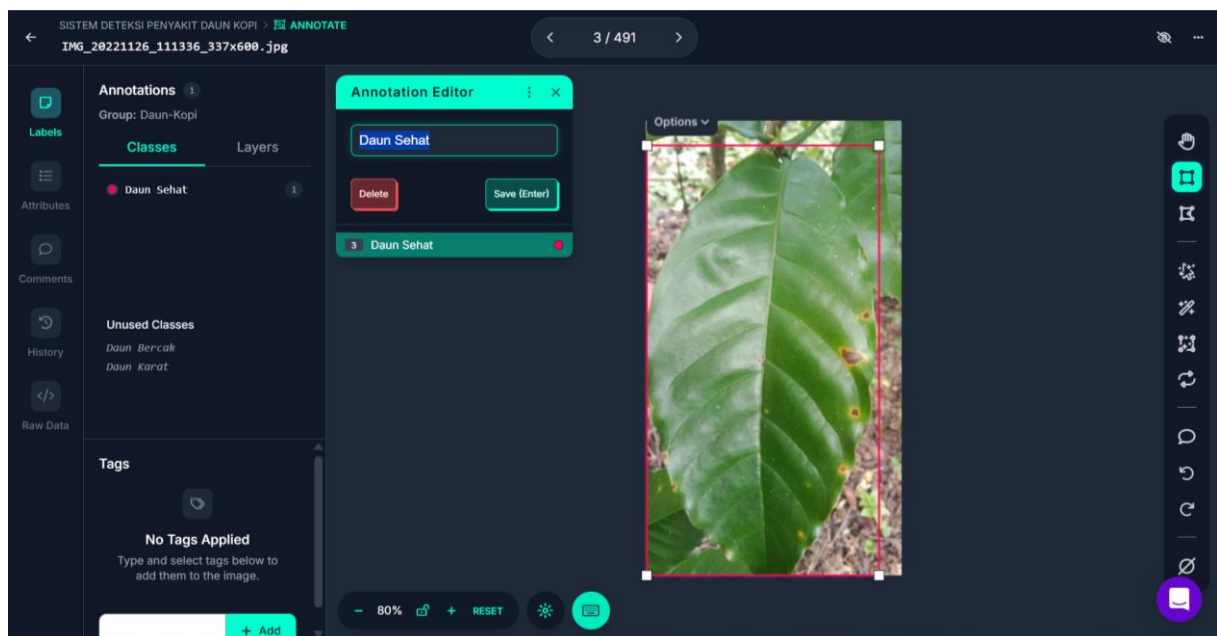 SISTEM DETEKSI PENYAKIT DAUN KOPI > ANNOTATE
IMG_20221126_111336_337x600.jpg
3 / 491
Labels
Attributes
Comments
History
Raw Data
Annotations 1
Group: Daun-Kopi
Classes Layers
Daun Sehat 1
Unused Classes
Daun Bercak
Daun Karat
Tags
No Tags Applied
Type and select tags below to
add them to the image.
+ Add
Annotation Editor
Daun Sehat
Delete Save (Enter)
3 Daun Sehat
Options
80% RESET